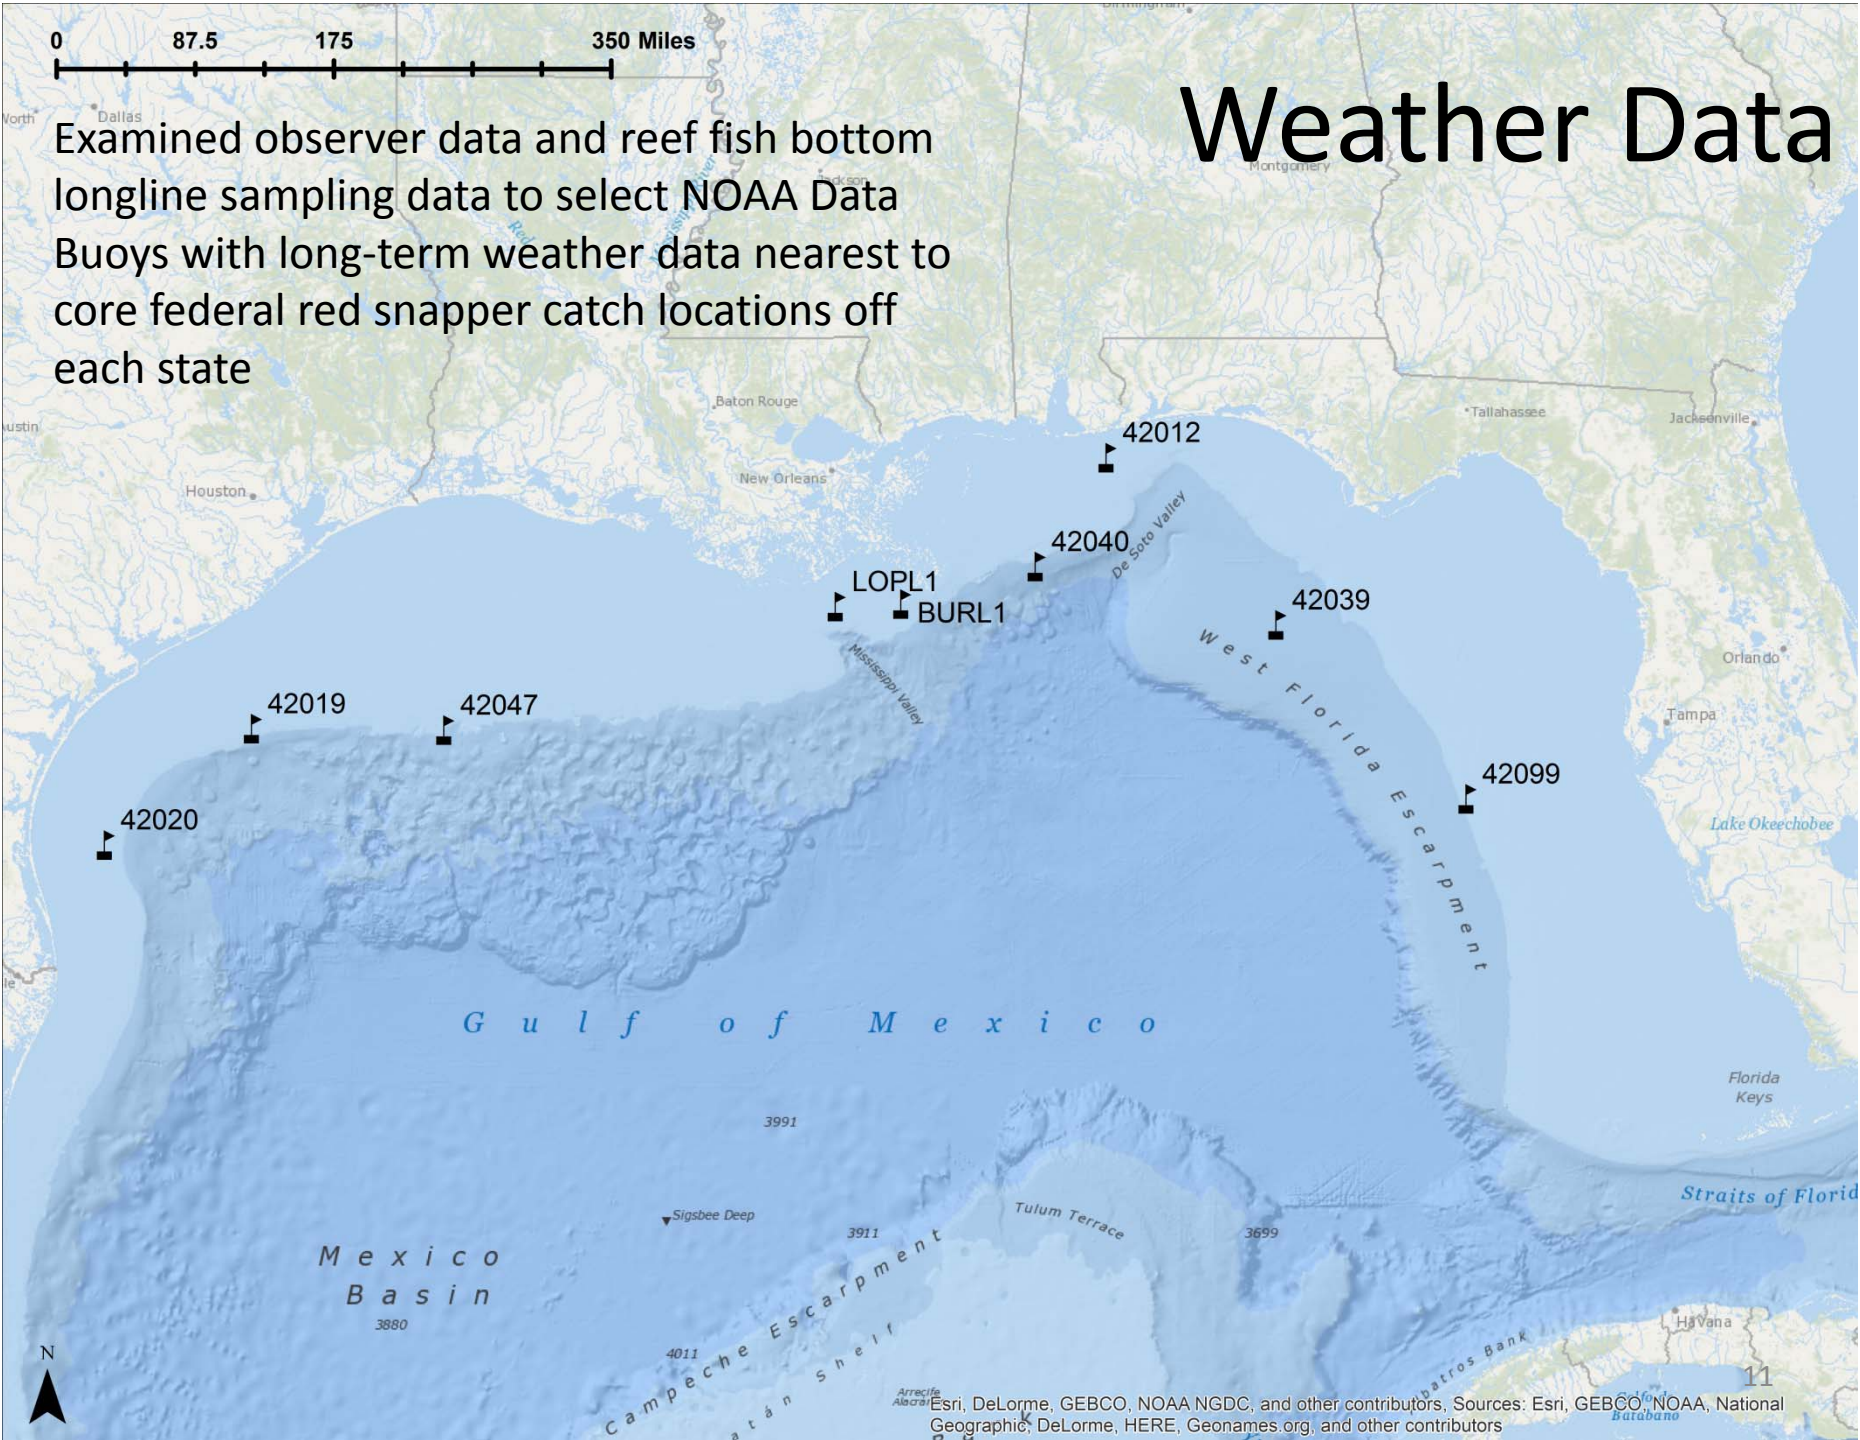 0 87.5 175 350 Miles
Weather Data
Dallas
Examined observer data and reef fish bottom
longline sampling data to select NOAA Data
Buoys with long-term weather data nearest to
core federal red snapper catch locations off
each state
Montgomery
Jackson
Red
Baton Rouge
Tallahassee
Jacksonville
New Orleans
Houston
42012
De Soto Valley
42040
LOPL1
BURL1
42039
Mississippi Valley
West Florida Escarpment
Orlando
Tampa
42019
42047
42099
42020
Lake Okeechobee
Gulf of Mexico
Florida
Keys
3991
Sigsbee Deep
3911
Tulum Terrace
3699
Straits of Florid
Mexico
Basin
3880
4011
Campeche Escarpment
Shelf
Havana
N
11
Arrecife
Esri, DeLorme, GEBCO, NOAA NGDC, and other contributors, Sources: Esri, GEBCO, NOAA, National
Geographic, DeLorme, HERE, Geonames.org, and other contributors